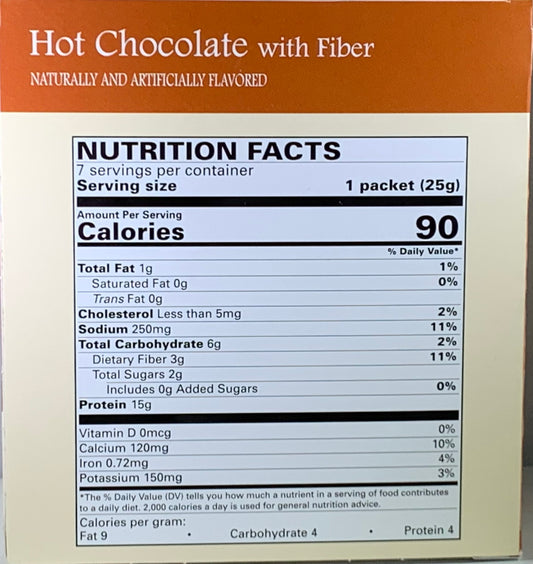 Hot Chocolate with Fiber
NATURALLY AND ARTIFICIALLY FLAVORED
NUTRITION FACTS
7 servings per container
Serving size 1 packet (25g)
Amount Per Serving
Calories 90
% Daily Value*
Total Fat 1g 1%
Saturated Fat 0g 0%
Trans Fat 0g
Cholesterol Less than 5mg 2%
Sodium 250mg 11%
Total Carbohydrate 6g 2%
Dietary Fiber 3g 11%
Total Sugars 2g
Includes 0g Added Sugars 0%
Protein 15g
Vitamin D 0mcg 0%
Calcium 120mg 10%
Iron 0.72mg 4%
Potassium 150mg 3%
*The % Daily Value (DV) tells you how much a nutrient in a serving of food contributes
to a daily diet. 2,000 calories a day is used for general nutrition advice.
Calories per gram:
Fat 9 • Carbohydrate 4 • Protein 4